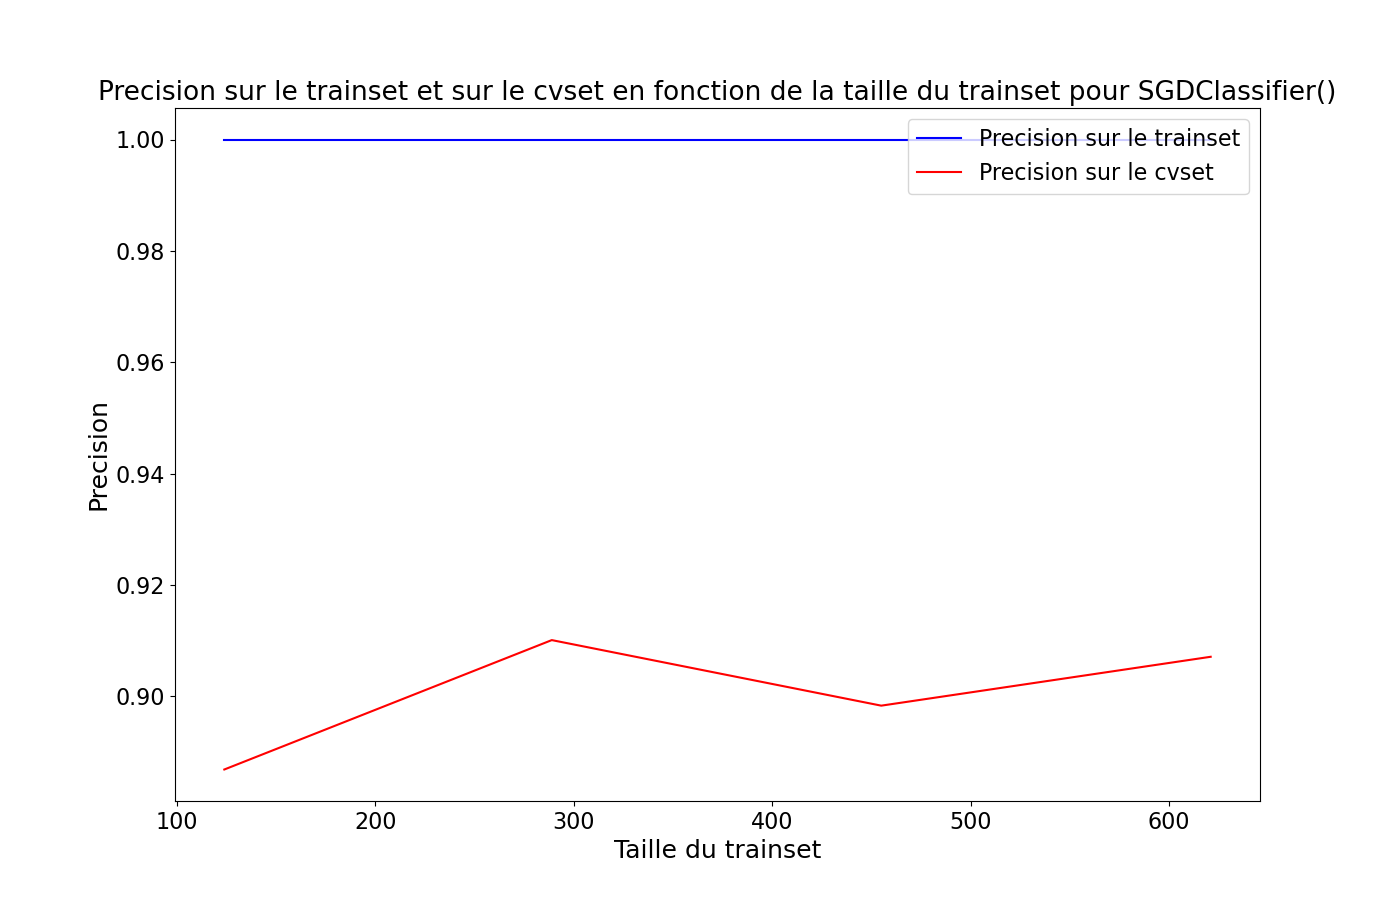 Precision sur le trainset et sur le cvset en fonction de la taille du trainset pour SGDClassifier()
Precision sur le trainset
Precision sur le cvset
1.00
0.98
0.96
0.94
0.92
0.90
Precision
100 200 300 400 500 600
Taille du trainset